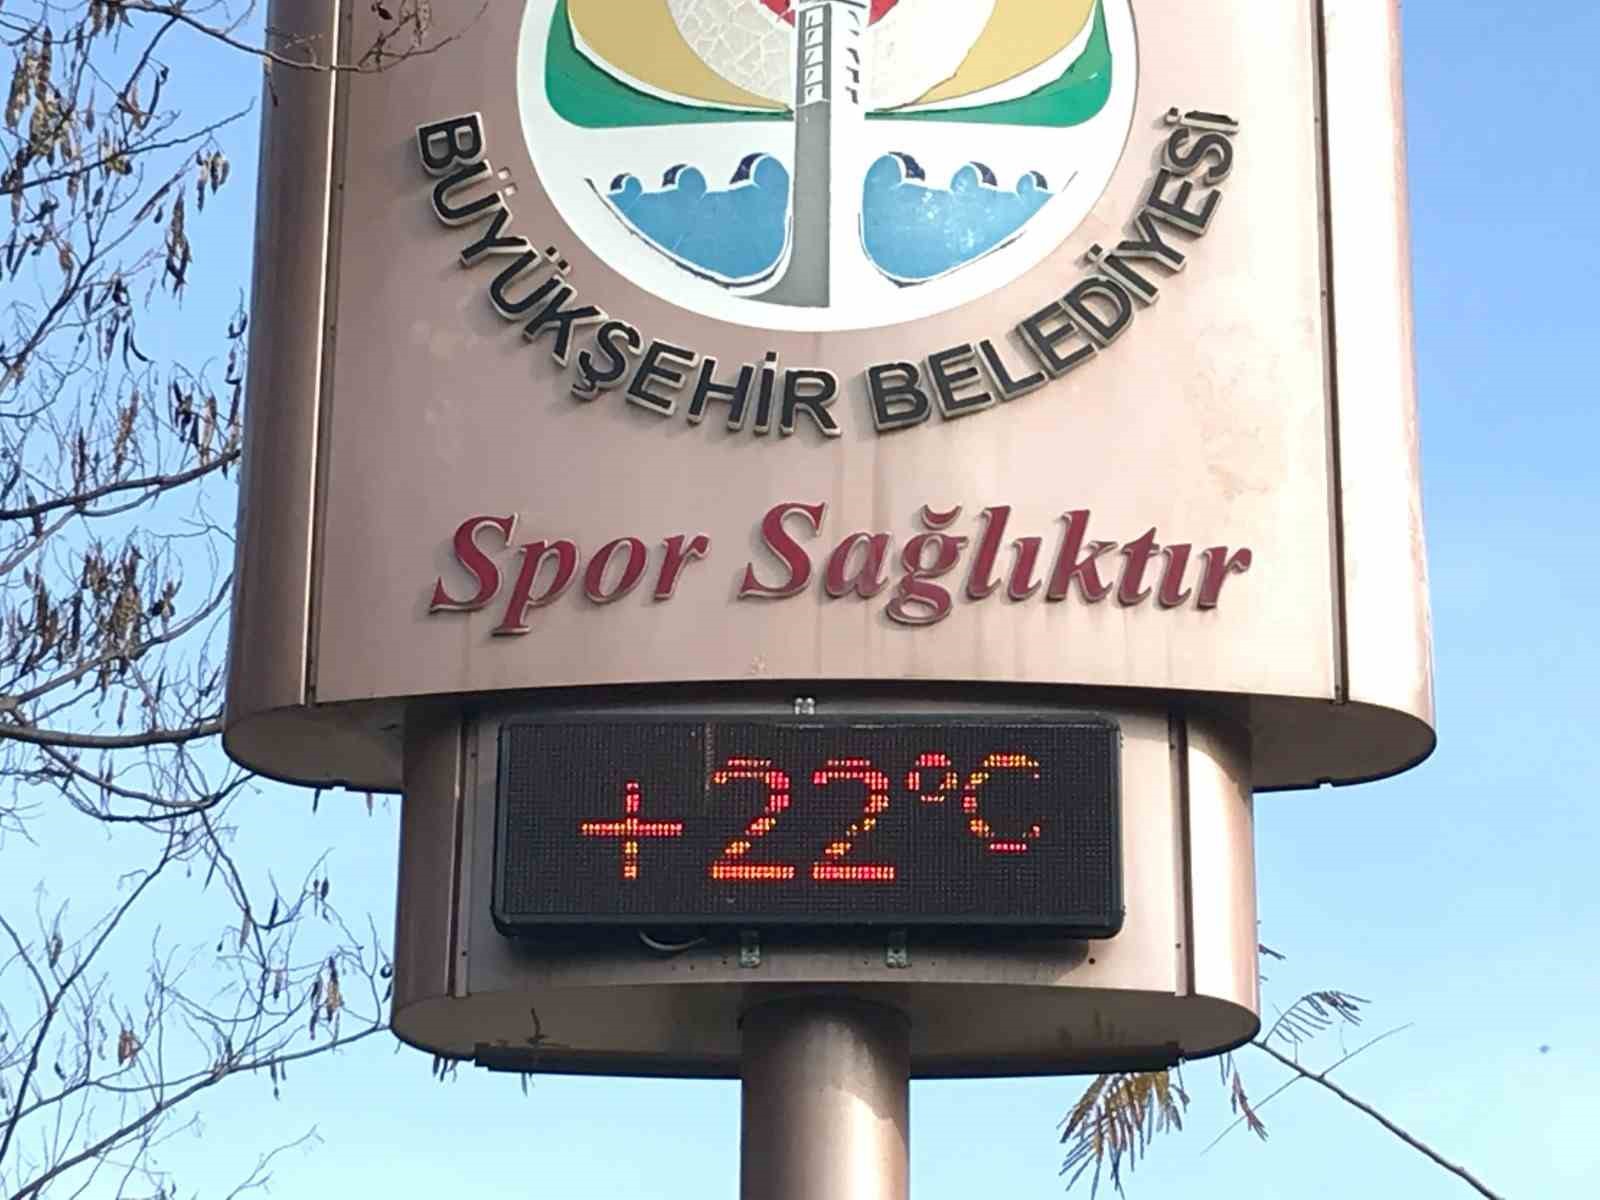 BÜYÜKŞEHİR BELEDİYESİ
Spor Sağlıktır
+22°C